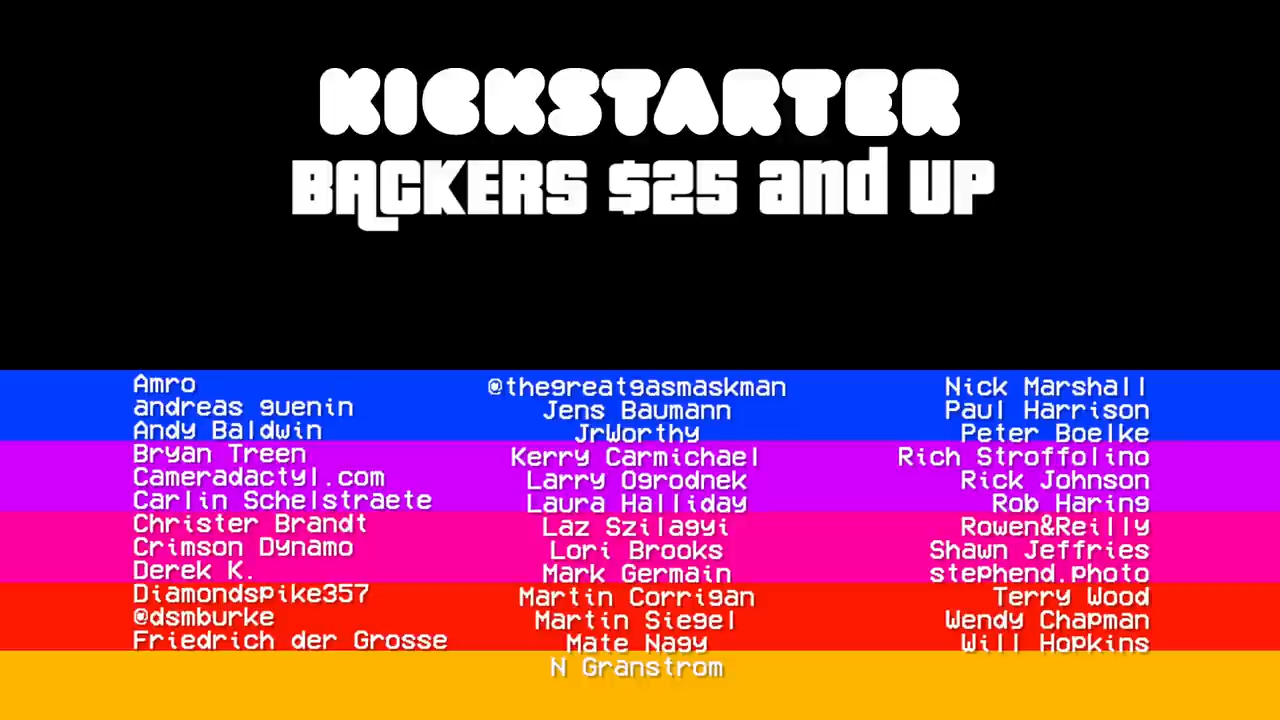 KICKSTARTER
BACKERS $25 and UP
Amro
andreas guenin
Andy Baldwin
Bryan Treen
Cameradactyl.com
Carlin Schelstraete
Christer Brandt
Crimson Dynamo
Derek K.
Diamondspike357
@dsmburke
Friedrich der Grosse
@thegreatgasmaskman
Jens Baumann
JrWorthy
Kerry Carmichael
Larry Ogrodnek
Laura Halliday
Laz Szilagyi
Lori Brooks
Mark Germain
Martin Corrigan
Martin Siegel
Mate Nagy
N Granstrom
Nick Marshall
Paul Harrison
Peter Boelke
Rich Stroffolino
Rick Johnson
Rob Haring
Rowen&Reilly
Shawn Jeffries
stephend.photo
Terry Wood
Wendy Chapman
Will Hopkins